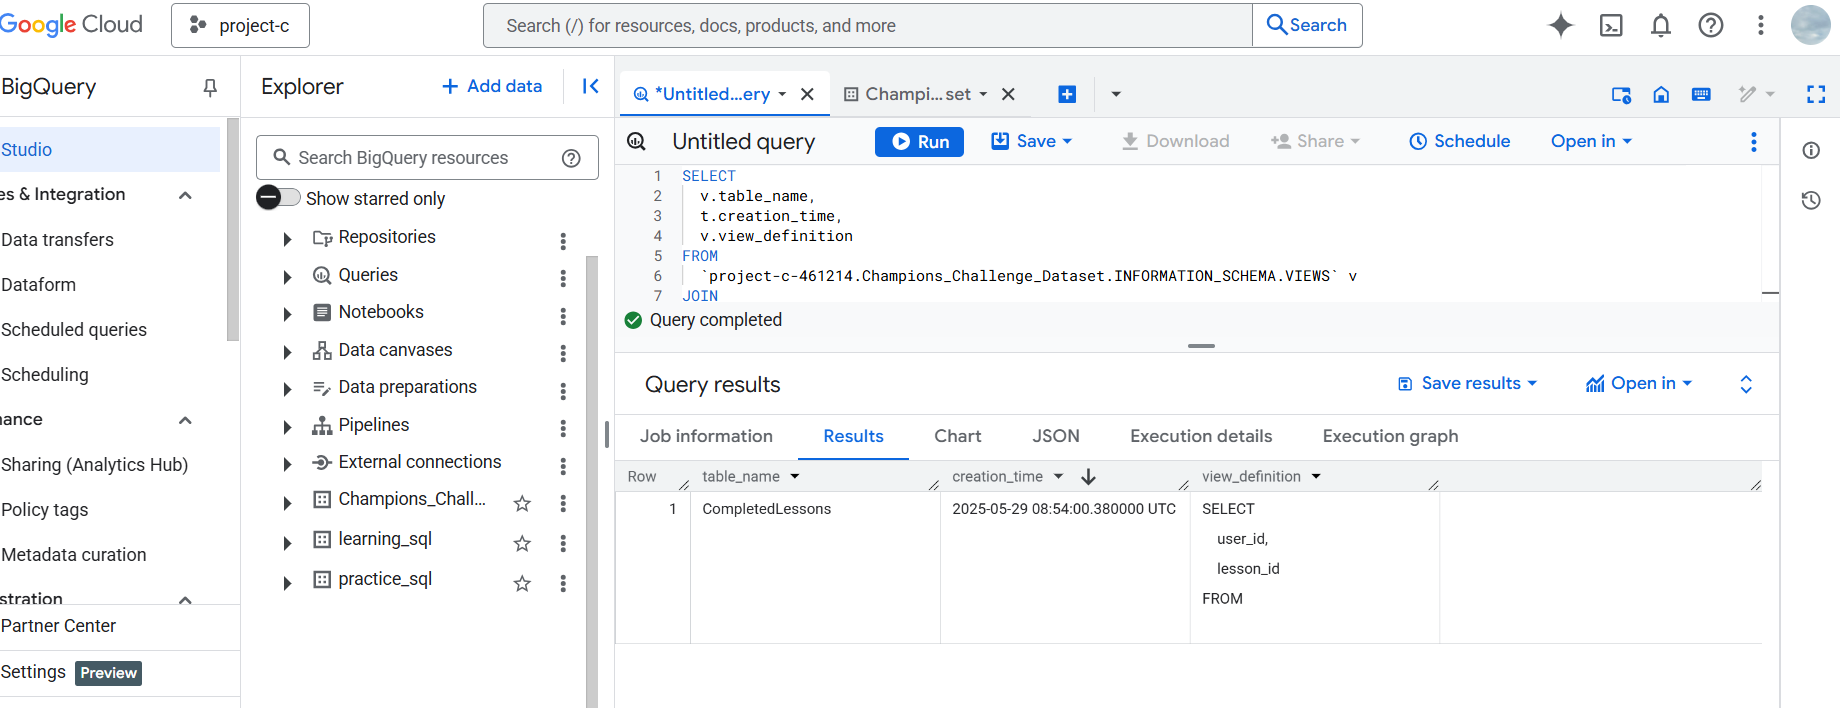 Google Cloud
project-c
Search (/) for resources, docs, products, and more
Search
BigQuery
Studio
es & Integration
Data transfers
Dataform
Scheduled queries
Scheduling
nance
Sharing (Analytics Hub)
Policy tags
Metadata curation
stration
Partner Center
Settings Preview
Explorer
+ Add data
Search BigQuery resources
Show starred only
Repositories
Queries
Notebooks
Data canvases
Data preparations
Pipelines
External connections
Champions_Chall...
learning_sql
practice_sql
*Untitled...ery
Champi...set
Untitled query
Run
Save
Download
Share
Schedule
Open in
1 SELECT
2 v.table_name,
3 t.creation_time,
4 v.view_definition
5 FROM
6 `project-c-461214.Champions_Challenge_Dataset.INFORMATION_SCHEMA.VIEWS` v
7 JOIN
Query completed
Query results
Save results
Open in
Job information
Results
Chart
JSON
Execution details
Execution graph
Row table_name creation_time view_definition
1 CompletedLessons 2025-05-29 08:54:00.380000 UTC SELECT
user_id,
lesson_id
FROM